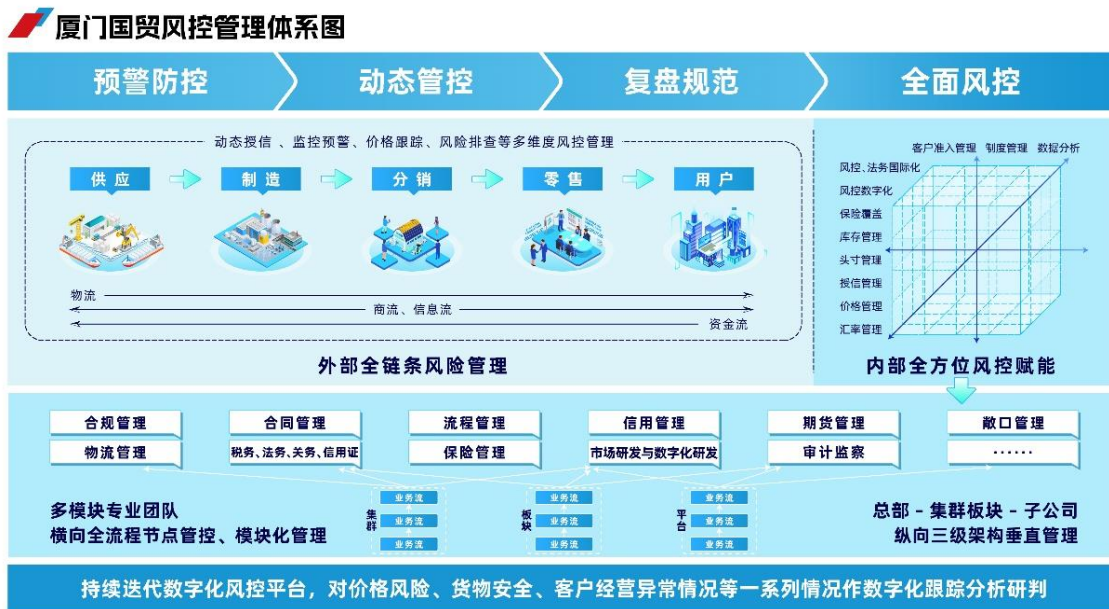 厦门国贸风控管理体系图
预警防控
动态管控
复盘规范
全面风控
动态授信 、监控预警、价格跟踪、风险排查等多维度风控管理
供 应
制 造
分 销
零 售
用 户
物流
商流、信息流
资金流
外部全链条风险管理
客户准入管理 制度管理 数据分析
风控、法务国际化
风控数字化
保险覆盖
库存管理
头寸管理
授信管理
价格管理
汇率管理
内部全方位风控赋能
合规管理
合同管理
流程管理
信用管理
期货管理
敞口管理
物流管理
税务、法务、关务、信用证
保险管理
市场研发与数字化研发
审计监察
······
多模块专业团队
横向全流程节点管控、模块化管理
集群
业务流
业务流
业务流
板块
业务流
业务流
业务流
平台
业务流
业务流
业务流
总部 - 集群板块 - 子公司
纵向三级架构垂直管理
持续迭代数字化风控平台，对价格风险、货物安全、客户经营异常情况等一系列情况作数字化跟踪分析研判